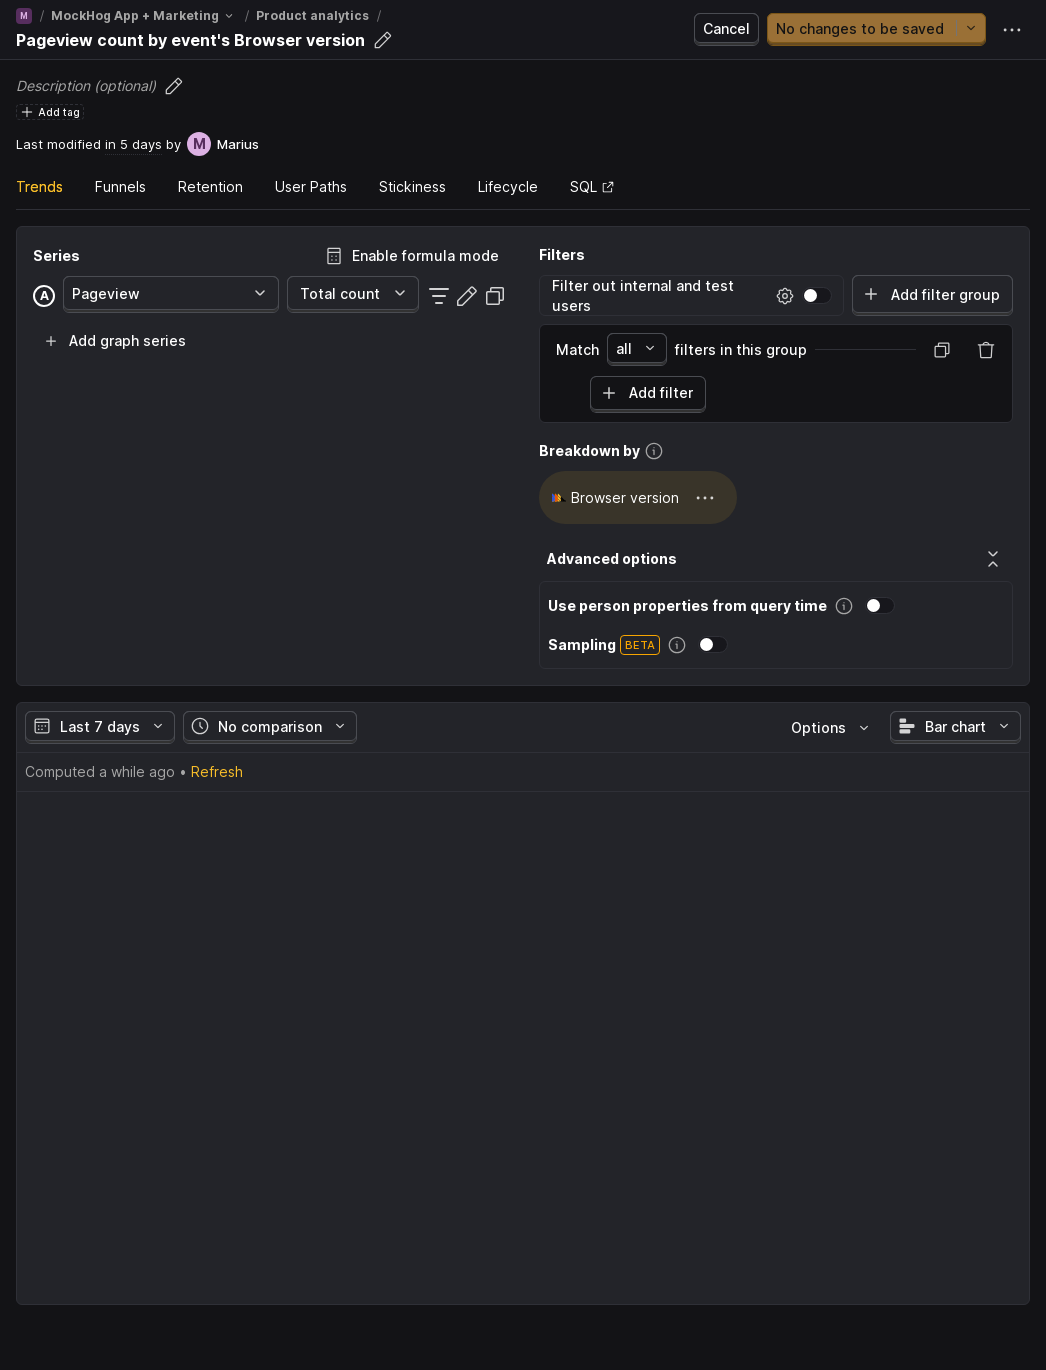 M / MockHog App + Marketing / Product analytics /
Pageview count by event's Browser version
Cancel
No changes to be saved
Description (optional)
Add tag
Last modified in 5 days by M Marius
Trends
Funnels
Retention
User Paths
Stickiness
Lifecycle
SQL
Series
Enable formula mode
A
Pageview
Total count
Add graph series
Filters
Filter out internal and test
users
Add filter group
Match all filters in this group
Add filter
Breakdown by
Browser version
Advanced options
Use person properties from query time
Sampling BETA
Last 7 days
No comparison
Options
Bar chart
Computed a while ago • Refresh